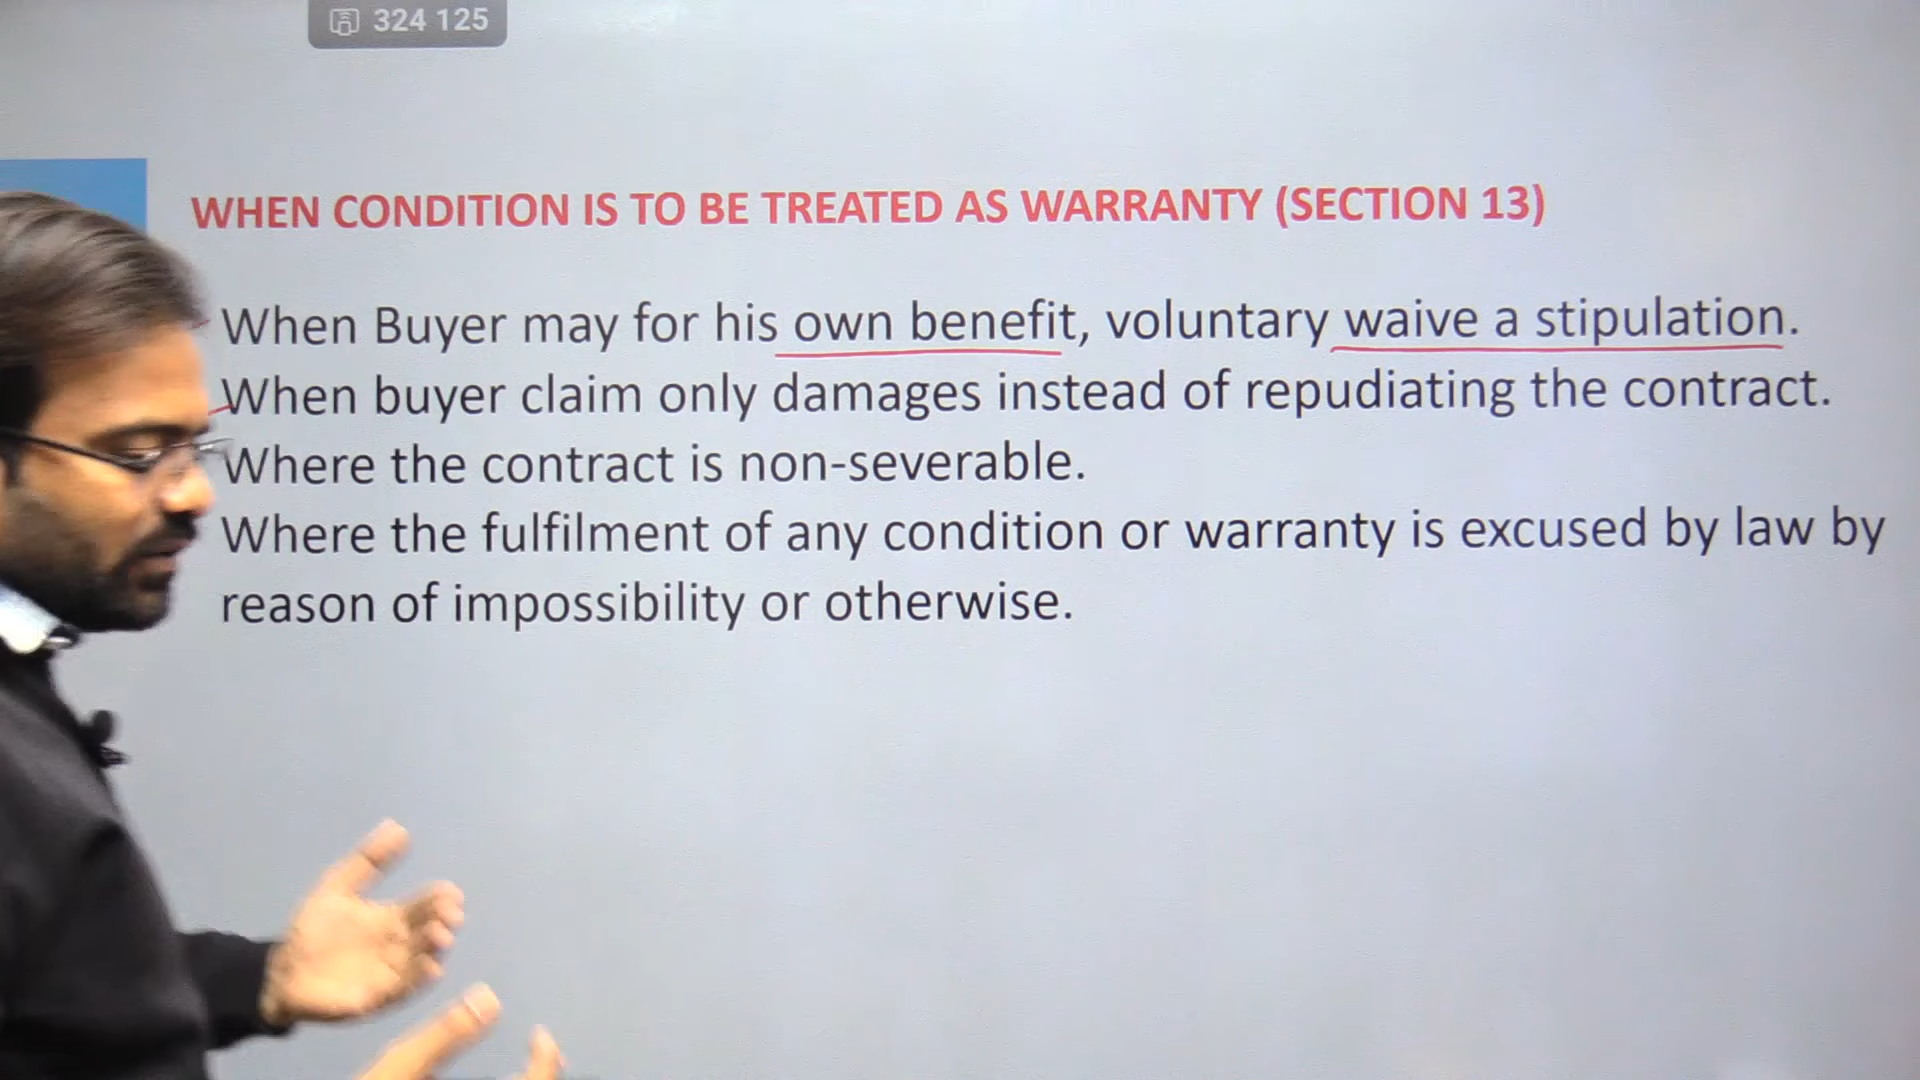 324 125
WHEN CONDITION IS TO BE TREATED AS WARRANTY (SECTION 13)
When Buyer may for his own benefit, voluntary waive a stipulation.
When buyer claim only damages instead of repudiating the contract.
Where the contract is non-severable.
Where the fulfilment of any condition or warranty is excused by law by
reason of impossibility or otherwise.